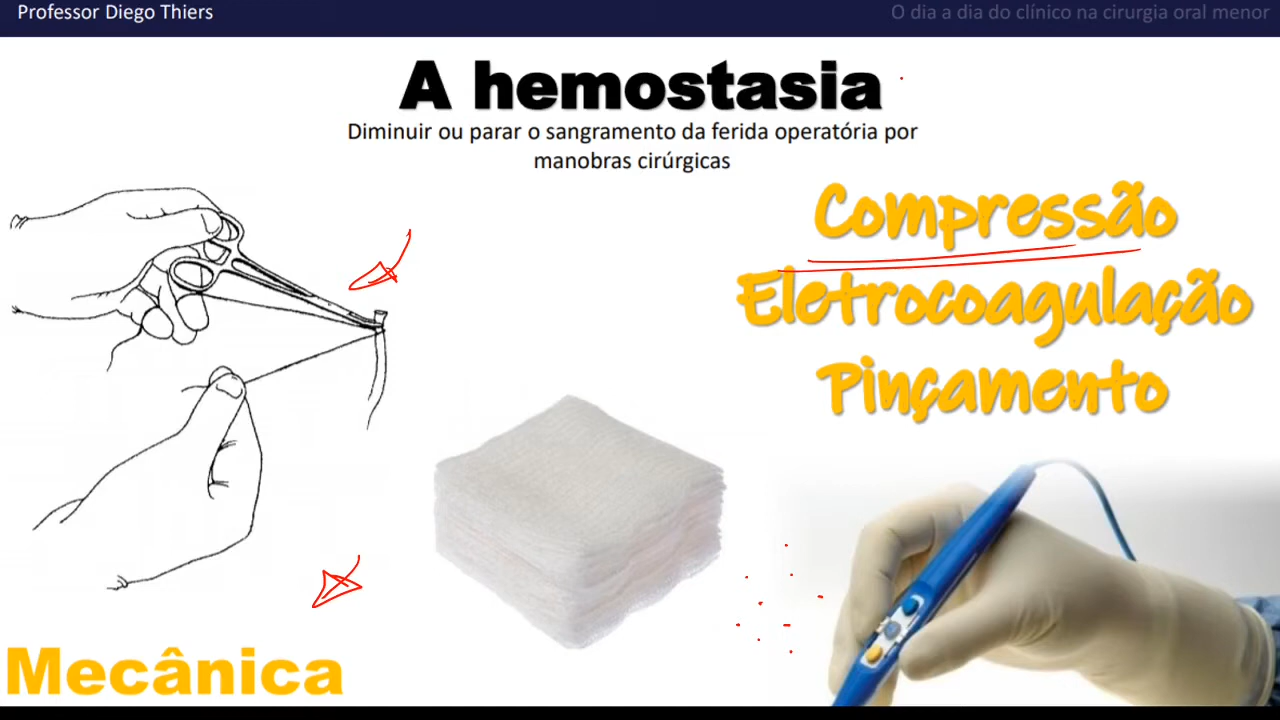 Professor Diego Thiers
O dia a dia do clínico na cirurgia oral menor
A hemostasia
Diminuir ou parar o sangramento da ferida operatória por
manobras cirúrgicas
Compressão
Eletrocoagulação
Pinçamento
Mecânica